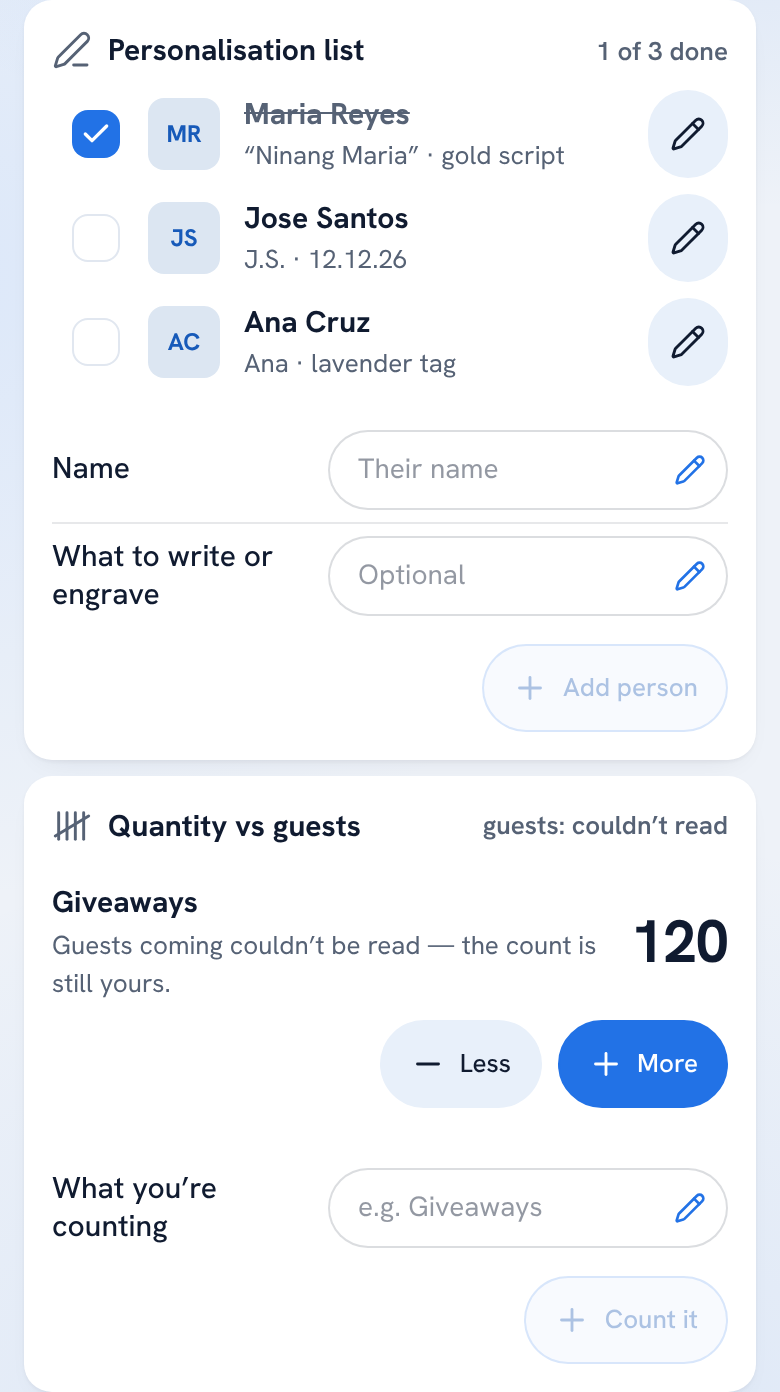 Personalisation list
1 of 3 done
MR
Maria Reyes
“Ninang Maria” · gold script
JS
Jose Santos
J.S. · 12.12.26
AC
Ana Cruz
Ana · lavender tag
Name
Their name
What to write or
engrave
Optional
Add person
Quantity vs guests
guests: couldn’t read
Giveaways
Guests coming couldn’t be read — the count is
still yours.
120
Less
More
What you’re
counting
e.g. Giveaways
Count it